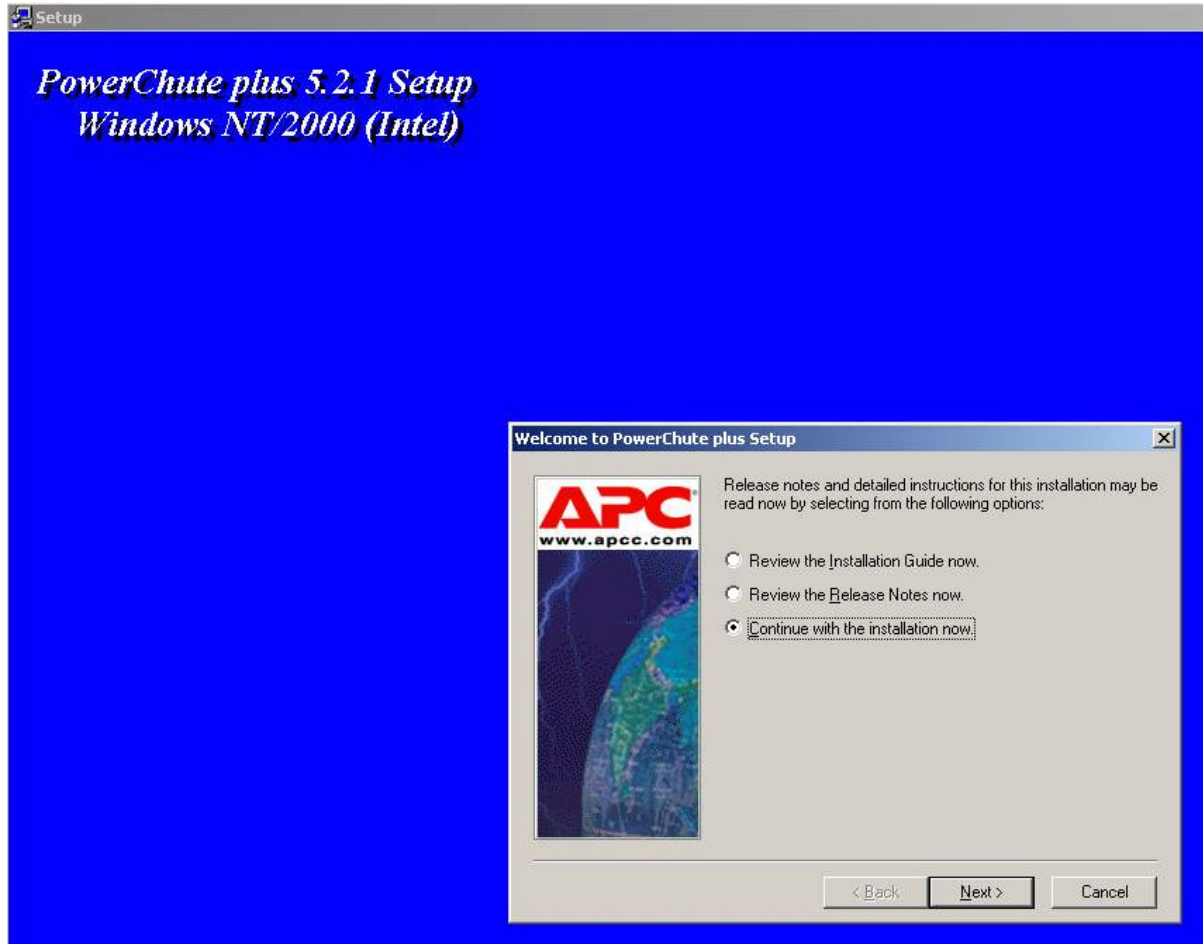 Setup
PowerChute plus 5.2.1 Setup
Windows NT/2000 (Intel)
Welcome to PowerChute plus Setup
APC
www.apcc.com
Release notes and detailed instructions for this installation may be
read now by selecting from the following options:
Review the Installation Guide now.
Review the Release Notes now.
Continue with the installation now.
< Back
Next >
Cancel